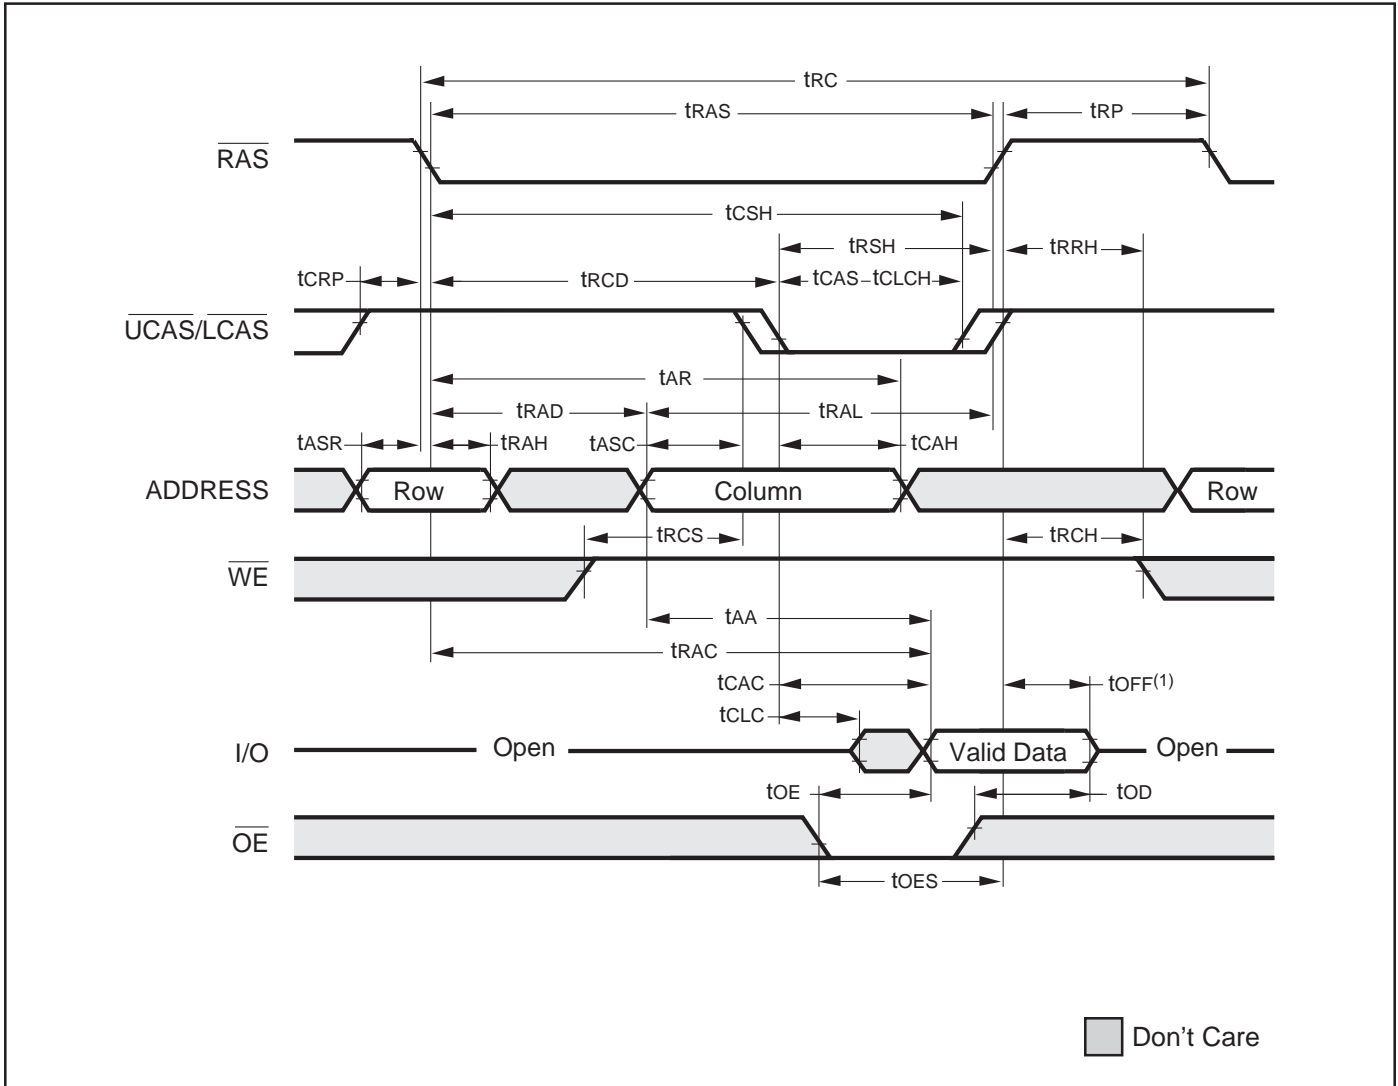 tRC
tRAS tRP
RAS
tCSH
tRSH tRRH
tCRP tRCD tCAS tCLCH
UCAS/LCAS
tAR
tRAD tRAL
tASR tRAH tASC tCAH
ADDRESS Row Column Row
tRCS tRCH
WE
tAA
tRAC
tCAC tOFF(1)
tCLC
I/O Open Valid Data Open
tOE tOD
OE
tOES
Don't Care